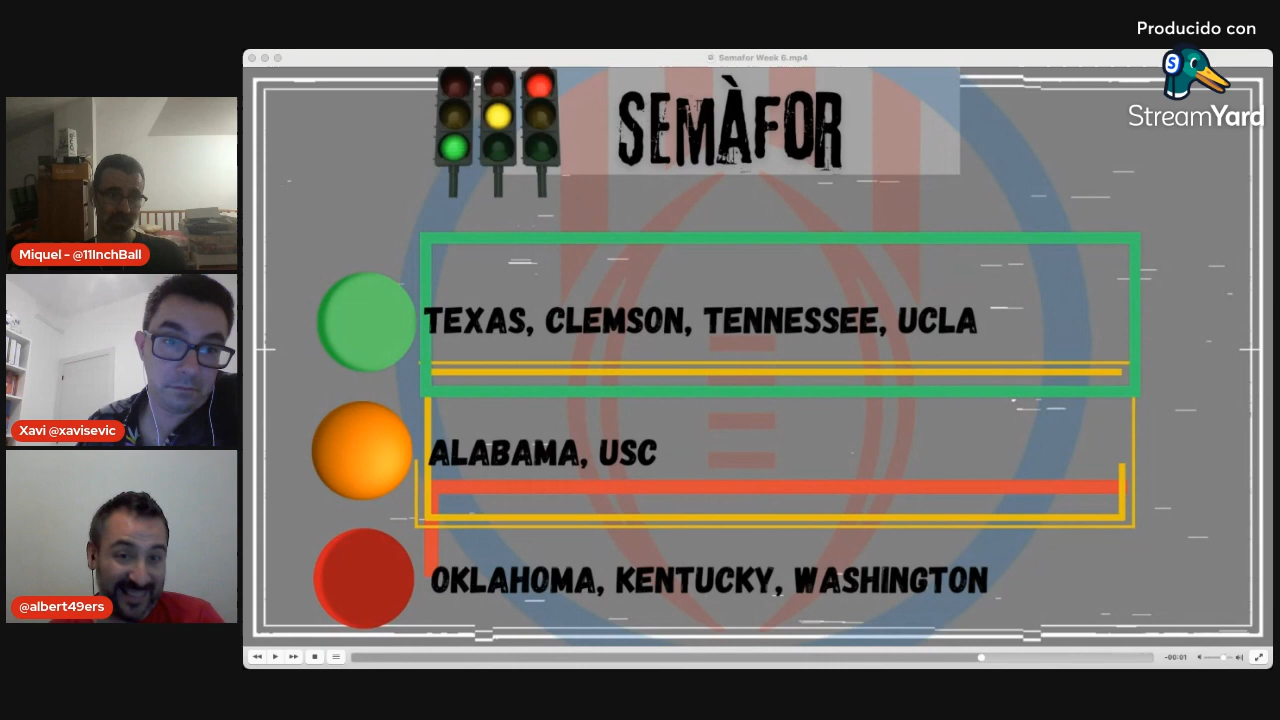 Producido con
StreamYard
Semafor Week 6.mp4
SEMÀFOR
TEXAS, CLEMSON, TENNESSEE, UCLA
ALABAMA, USC
OKLAHOMA, KENTUCKY, WASHINGTON
Miquel - @11InchBall
Xavi @xavisevic
@albert49ers
-00:01